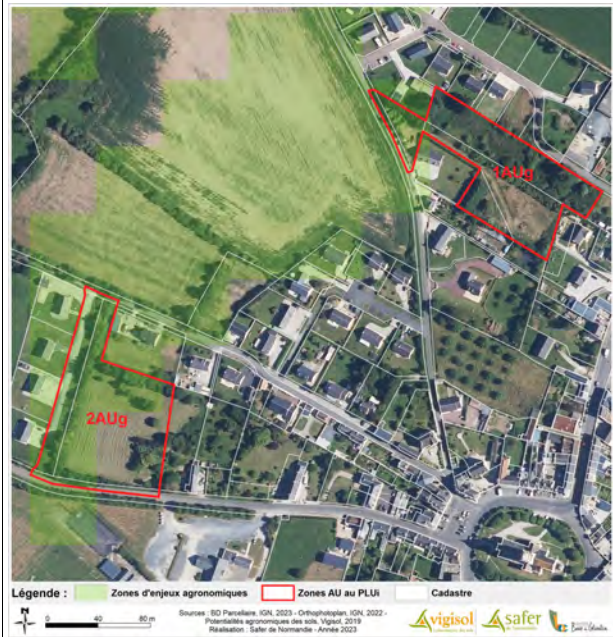 1AUg
2AUg
Légende : Zones d'enjeux agronomiques Zones AU au PLUi Cadastre
N
0 40 80 m
Sources : BD Parcellaire, IGN, 2023 - Orthophotoplan, IGN, 2022 -
Potentialités agronomiques des sols, Vigisol, 2019
Réalisation : Safer de Normandie - Année 2023
vigisol
safer